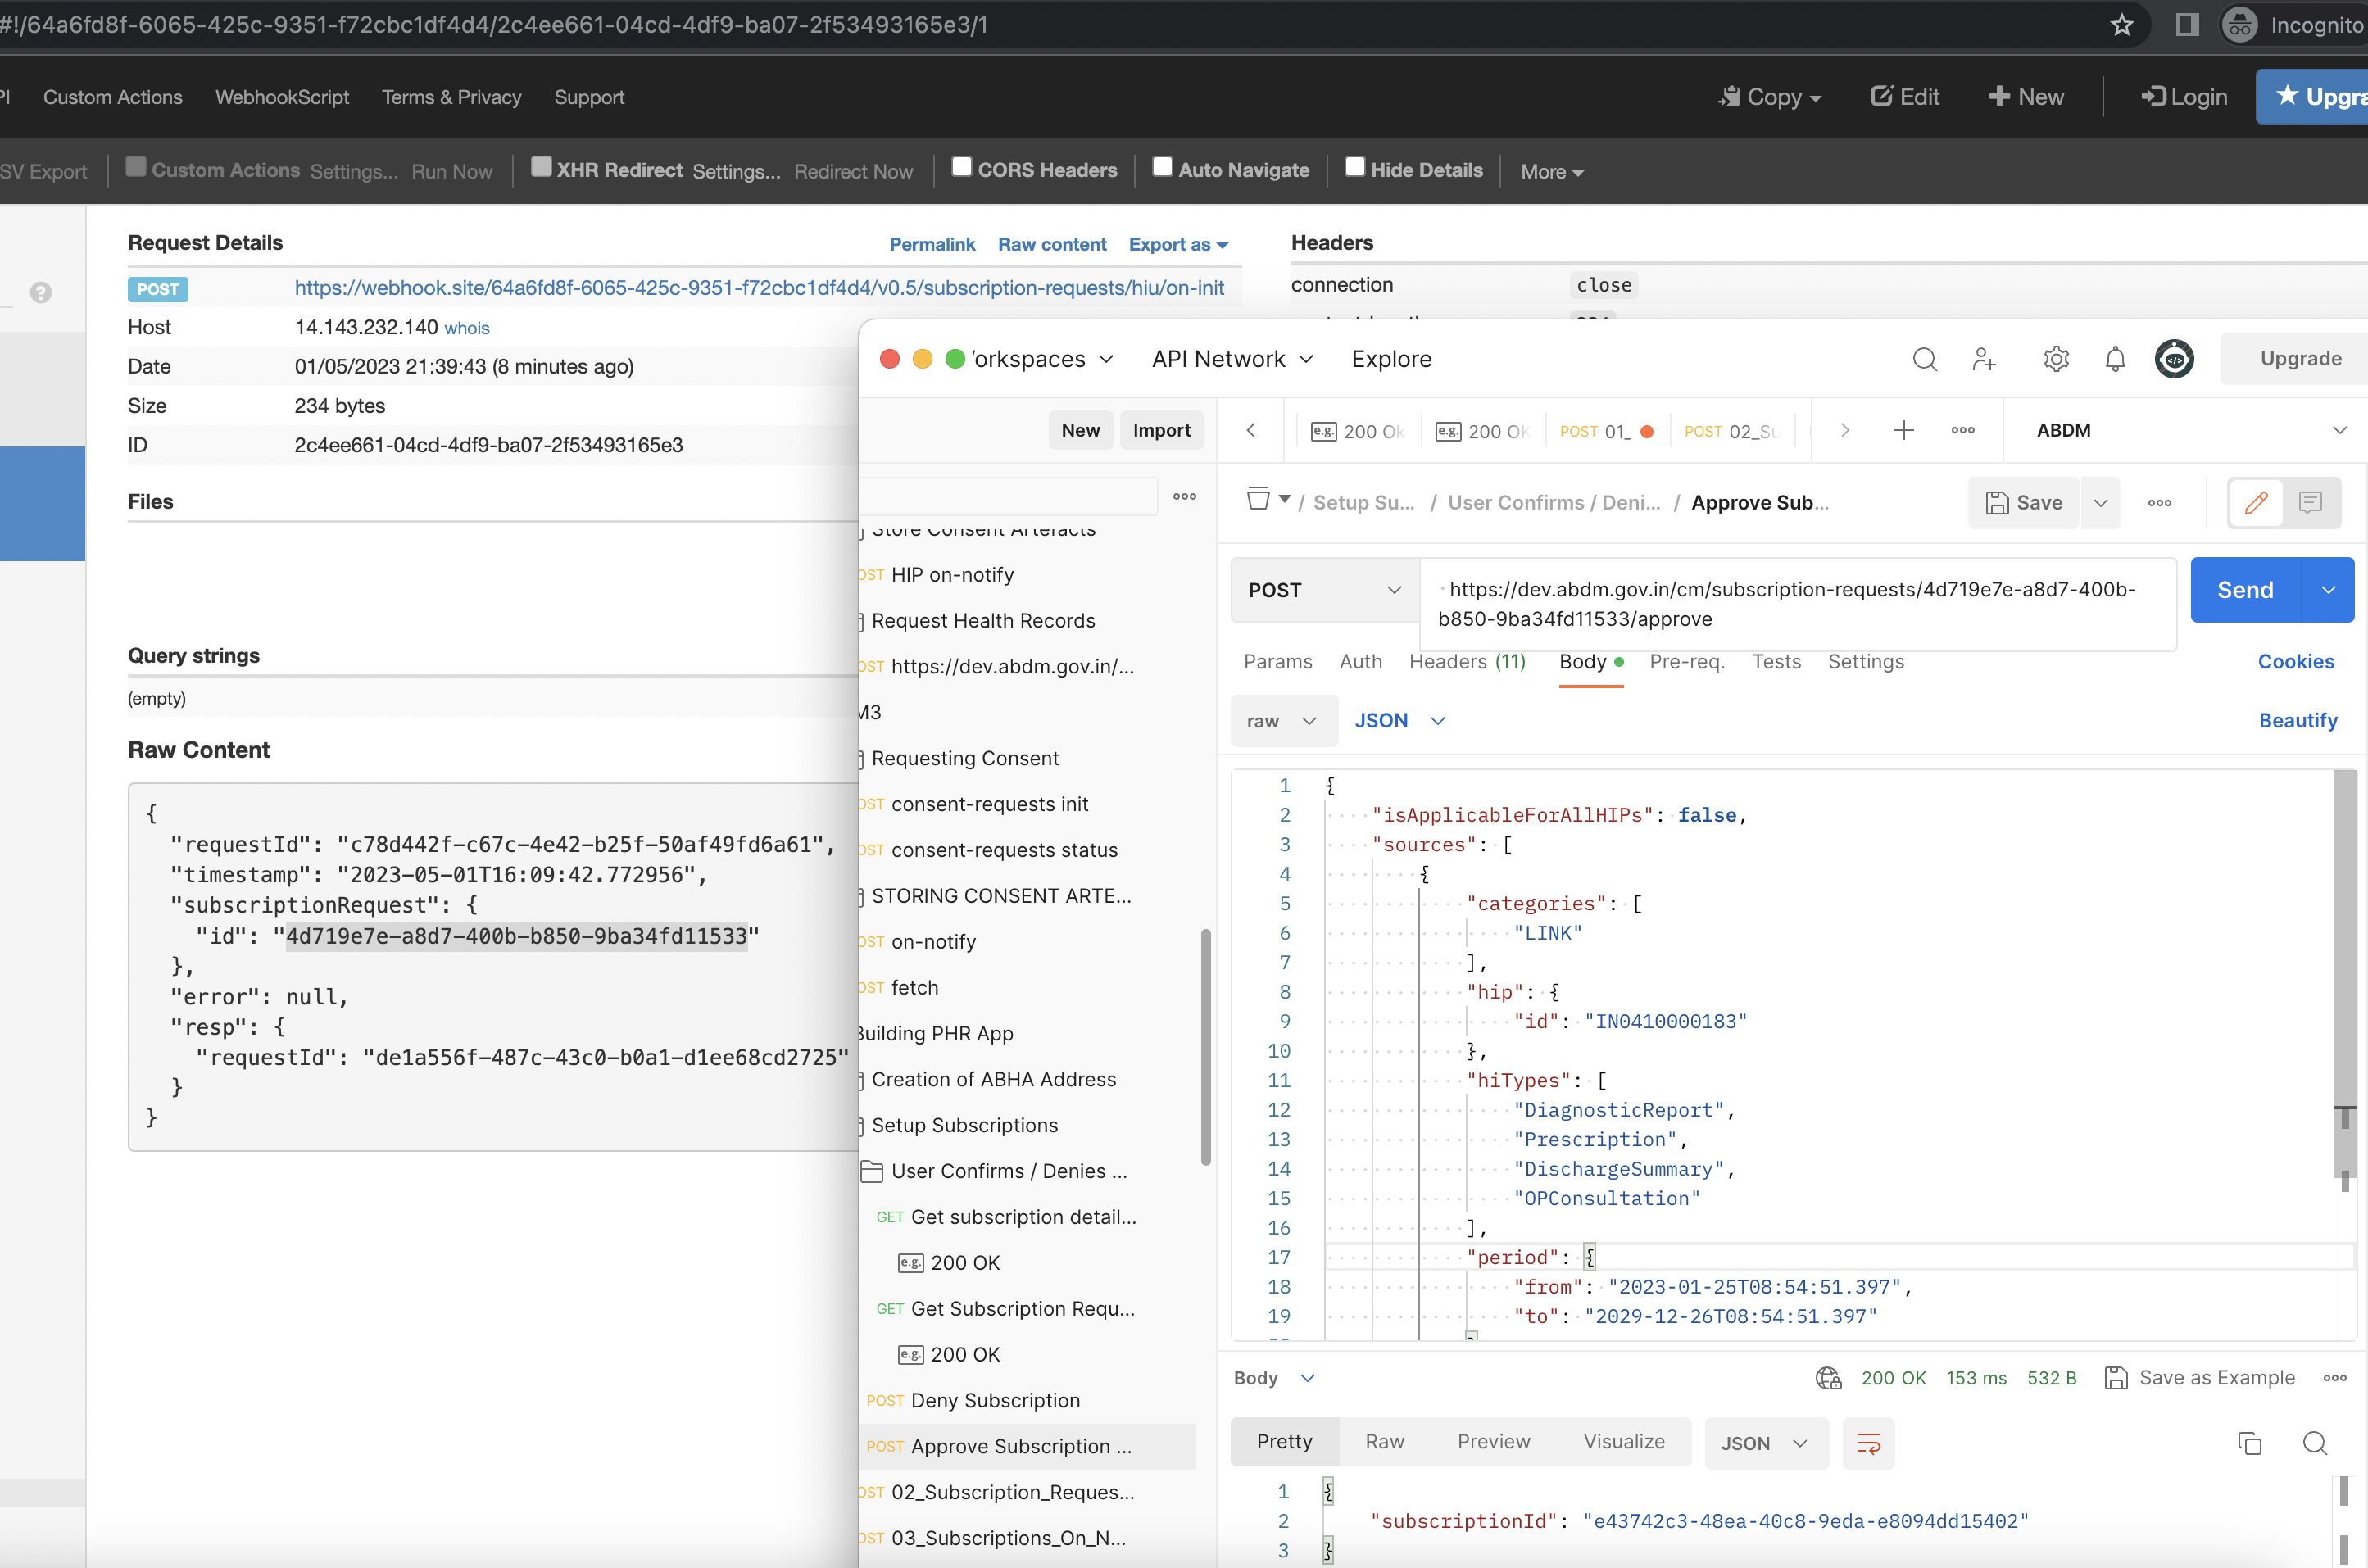 #!/64a6fd8f-6065-425c-9351-f72cbc1df4d4/2c4ee661-04cd-4df9-ba07-2f53493165e3/1
Incognito
Custom Actions WebhookScript Terms & Privacy Support Copy Edit New Login Upgra
SV Export Custom Actions Settings... Run Now XHR Redirect Settings... Redirect Now CORS Headers Auto Navigate Hide Details More
Request Details Permalink Raw content Export as
POST https://webhook.site/64a6fd8f-6065-425c-9351-f72cbc1df4d4/v0.5/subscription-requests/hiu/on-init
Host 14.143.232.140 whois
Date 01/05/2023 21:39:43 (8 minutes ago)
Size 234 bytes
ID 2c4ee661-04cd-4df9-ba07-2f53493165e3
Files
Query strings
(empty)
Raw Content
{
"requestId": "c78d442f-c67c-4e42-b25f-50af49fd6a61",
"timestamp": "2023-05-01T16:09:42.772956",
"subscriptionRequest": {
"id": "4d719e7e-a8d7-400b-b850-9ba34fd11533"
},
"error": null,
"resp": {
"requestId": "de1a556f-487c-43c0-b0a1-d1ee68cd2725"
}
}
Headers
connection close
orkspaces API Network Explore Upgrade
New Import
e.g. 200 OK e.g. 200 OK POST 01_ POST 02_Su ABDM
Store Consent Artefacts
OST HIP on-notify
Request Health Records
OST https://dev.abdm.gov.in/...
M3
Requesting Consent
OST consent-requests init
OST consent-requests status
STORING CONSENT ARTE...
OST on-notify
OST fetch
Building PHR App
Creation of ABHA Address
Setup Subscriptions
User Confirms / Denies ...
GET Get subscription detail...
e.g. 200 OK
GET Get Subscription Requ...
e.g. 200 OK
POST Deny Subscription
POST Approve Subscription ...
OST 02_Subscription_Reques...
OST 03_Subscriptions_On_N...
/ Setup Su... / User Confirms / Deni... / Approve Sub... Save
POST https://dev.abdm.gov.in/cm/subscription-requests/4d719e7e-a8d7-400b-
b850-9ba34fd11533/approve
Send
Params Auth Headers (11) Body Pre-req. Tests Settings Cookies
raw JSON Beautify
1 {
2 "isApplicableForAllHIPs": false,
3 "sources": [
4 {
5 "categories": [
6 "LINK"
7 ],
8 "hip": {
9 "id": "IN0410000183"
10 },
11 "hiTypes": [
12 "DiagnosticReport",
13 "Prescription",
14 "DischargeSummary",
15 "OPConsultation"
16 ],
17 "period": {
18 "from": "2023-01-25T08:54:51.397",
19 "to": "2029-12-26T08:54:51.397"
Body 200 OK 153 ms 532 B Save as Example
Pretty Raw Preview Visualize JSON
1 {
2 "subscriptionId": "e43742c3-48ea-40c8-9eda-e8094dd15402"
3 }